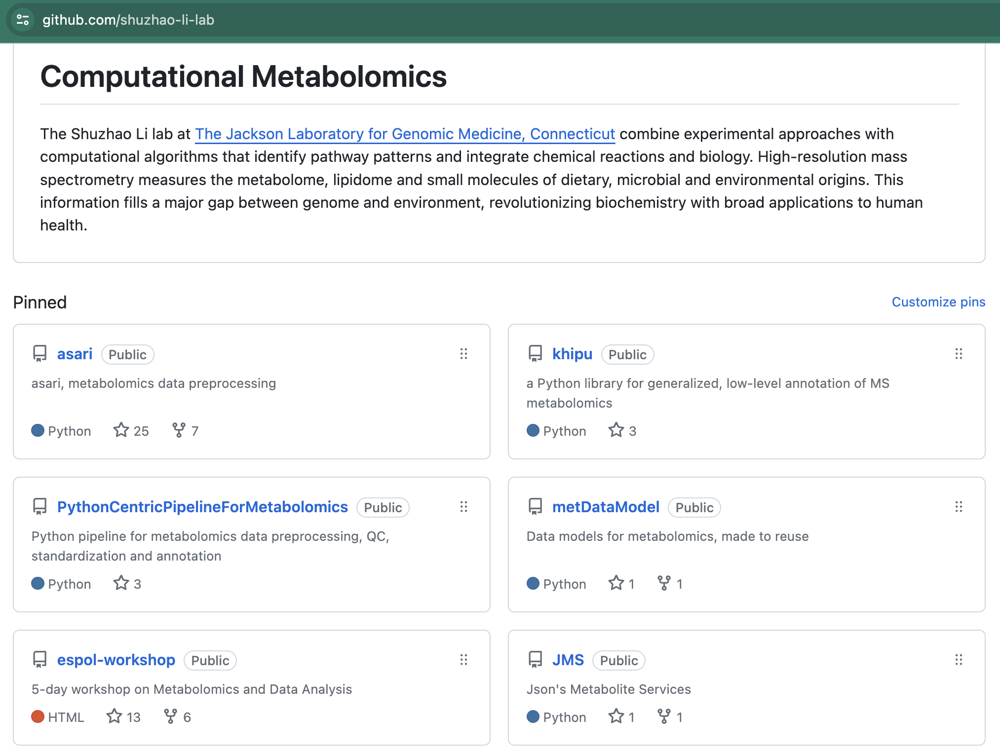 github.com/shuzhao-li-lab
Computational Metabolomics
The Shuzhao Li lab at The Jackson Laboratory for Genomic Medicine, Connecticut combine experimental approaches with
computational algorithms that identify pathway patterns and integrate chemical reactions and biology. High-resolution mass
spectrometry measures the metabolome, lipidome and small molecules of dietary, microbial and environmental origins. This
information fills a major gap between genome and environment, revolutionizing biochemistry with broad applications to human
health.
Pinned
Customize pins
asari Public
asari, metabolomics data preprocessing
Python 25 7
khipu Public
a Python library for generalized, low-level annotation of MS
metabolomics
Python 3
PythonCentricPipelineForMetabolomics Public
Python pipeline for metabolomics data preprocessing, QC,
standardization and annotation
Python 3
metDataModel Public
Data models for metabolomics, made to reuse
Python 1 1
espol-workshop Public
5-day workshop on Metabolomics and Data Analysis
HTML 13 6
JMS Public
Json's Metabolite Services
Python 1 1